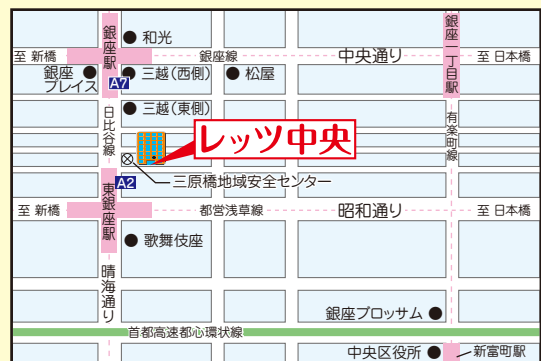 和光
銀座駅
銀座一丁目駅
至 新橋
銀座線
中央通り
至 日本橋
銀座
プレイス
A7
三越(西側)
松屋
三越(東側)
日比谷線
有楽町線
レッツ中央
A2
三原橋地域安全センター
東銀座駅
至 新橋
都営浅草線
昭和通り
至 日本橋
歌舞伎座
晴海通り
銀座ブロッサム
首都高速都心環状線
中央区役所
新富町駅